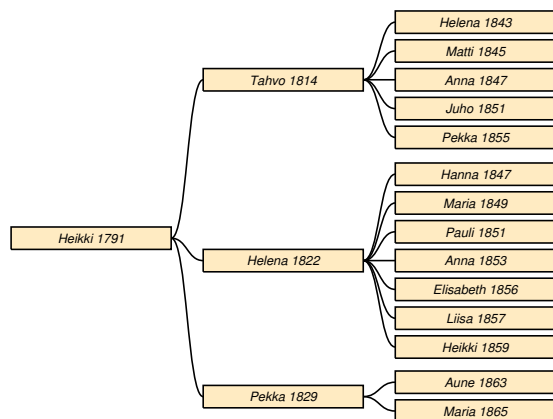 Heikki 1791
Tahvo 1814
Helena 1843
Matti 1845
Anna 1847
Juho 1851
Pekka 1855
Helena 1822
Hanna 1847
Maria 1849
Pauli 1851
Anna 1853
Elisabeth 1856
Liisa 1857
Heikki 1859
Pekka 1829
Aune 1863
Maria 1865